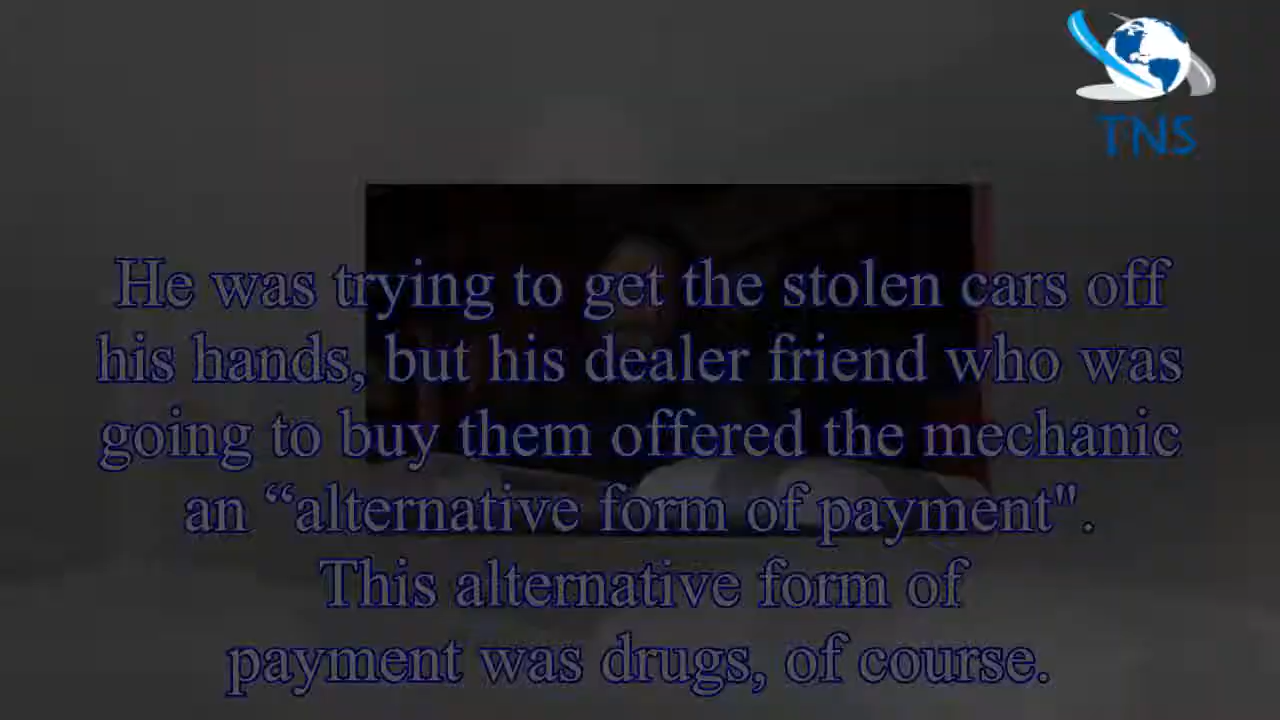 TNS
He was trying to get the stolen cars off
his hands, but his dealer friend who was
going to buy them offered the mechanic
an “alternative form of payment".
This alternative form of
payment was drugs, of course.